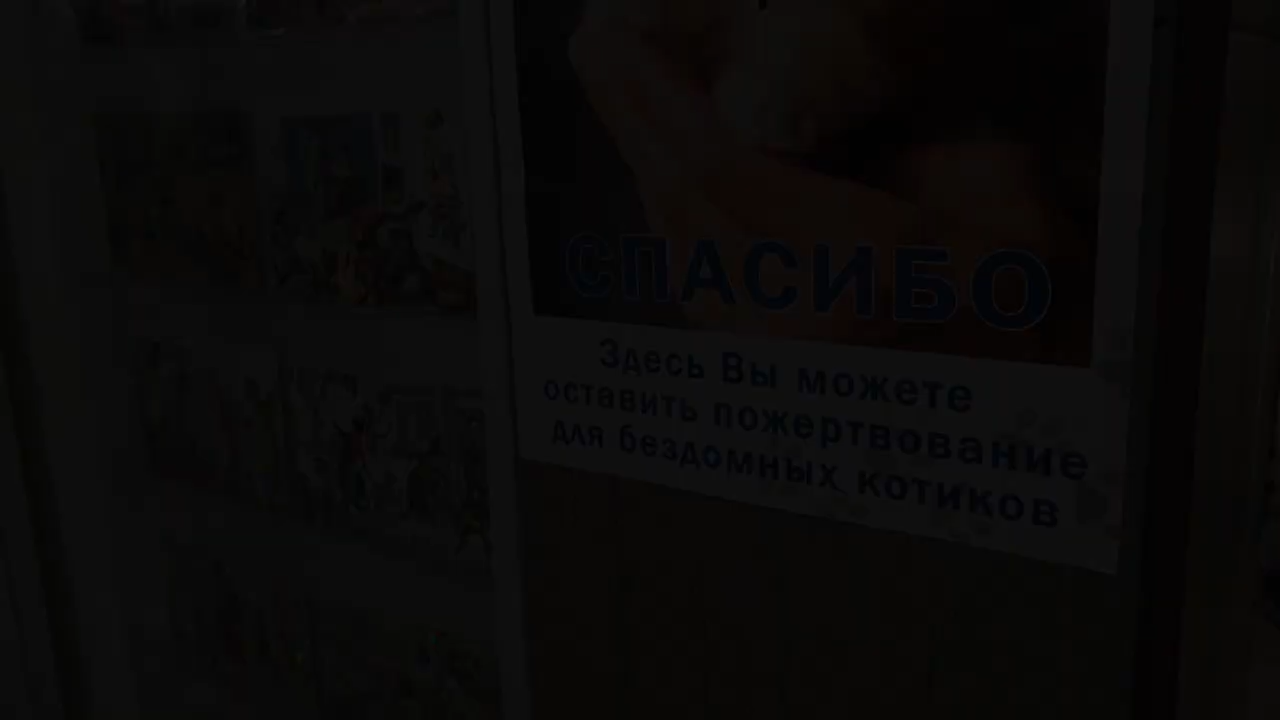 СПАСИБО
Здесь Вы можете
оставить пожертвование
для бездомных котиков